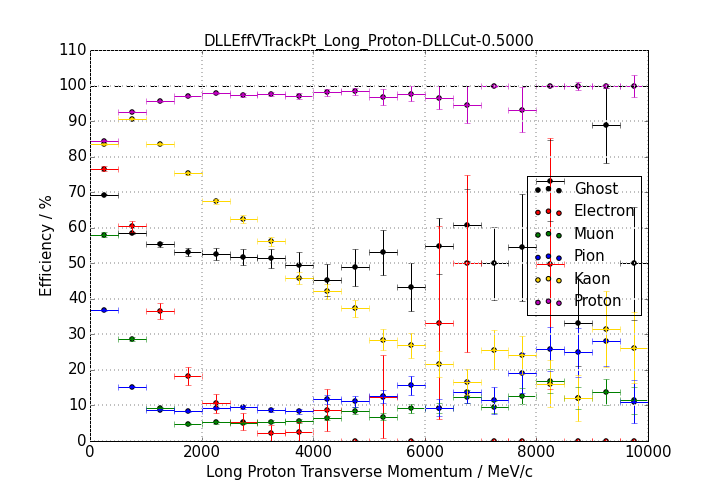 DLLEffVTrackPt_Long_Proton-DLLCut-0.5000
110
100
90
80
70
60
50
40
30
20
10
0
Efficiency / %
Ghost
Electron
Muon
Pion
Kaon
Proton
0 2000 4000 6000 8000 10000
Long Proton Transverse Momentum / MeV/c